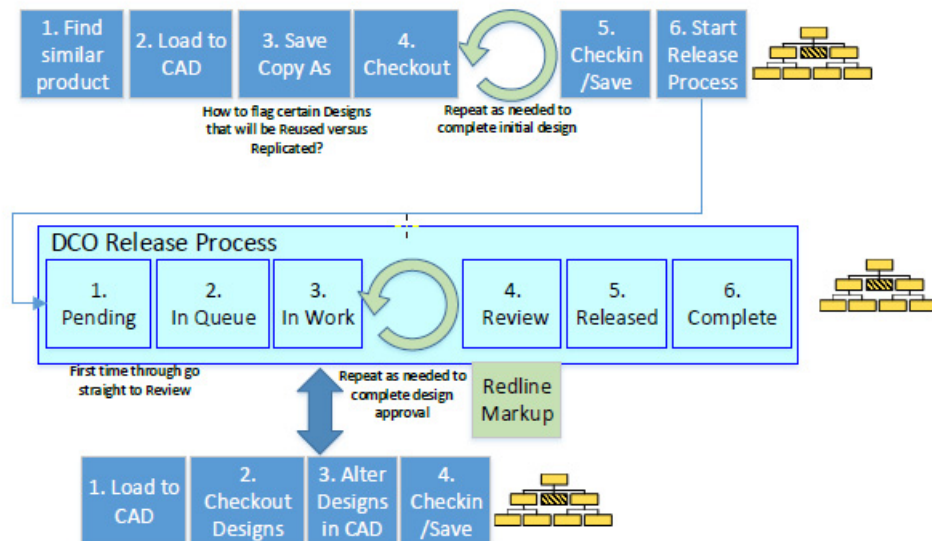 1. Find
similar
product
2. Load to
CAD
3. Save
Copy As
4.
Checkout
5.
Checkin
/Save
6. Start
Release
Process
How to flag certain Designs
that will be Reused versus
Replicated?
Repeat as needed to
complete initial design
DCO Release Process
1.
Pending
2.
In Queue
3.
In Work
4.
Review
5.
Released
6.
Complete
First time through go
straight to Review
Repeat as needed to
complete design
approval
Redline
Markup
1. Load to
CAD
2.
Checkout
Designs
3. Alter
Designs
in CAD
4.
Checkin
/Save